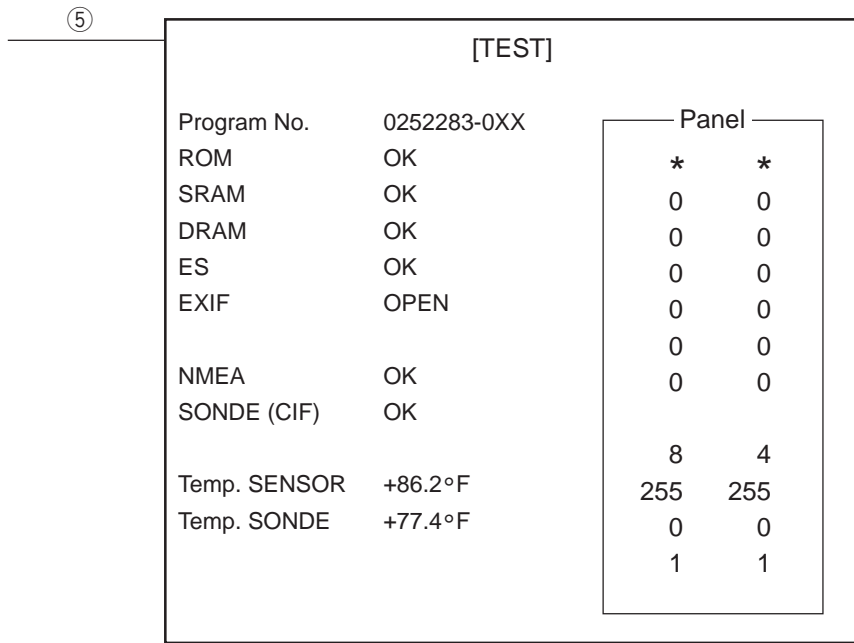 ⑤
[TEST]
Program No. 0252283-0XX
ROM OK
SRAM OK
DRAM OK
ES OK
EXIF OPEN
NMEA OK
SONDE (CIF) OK
Temp. SENSOR +86.2°F
Temp. SONDE +77.4°F
Panel
* *
0 0
0 0
0 0
0 0
0 0
0 0
8 4
255 255
0 0
1 1